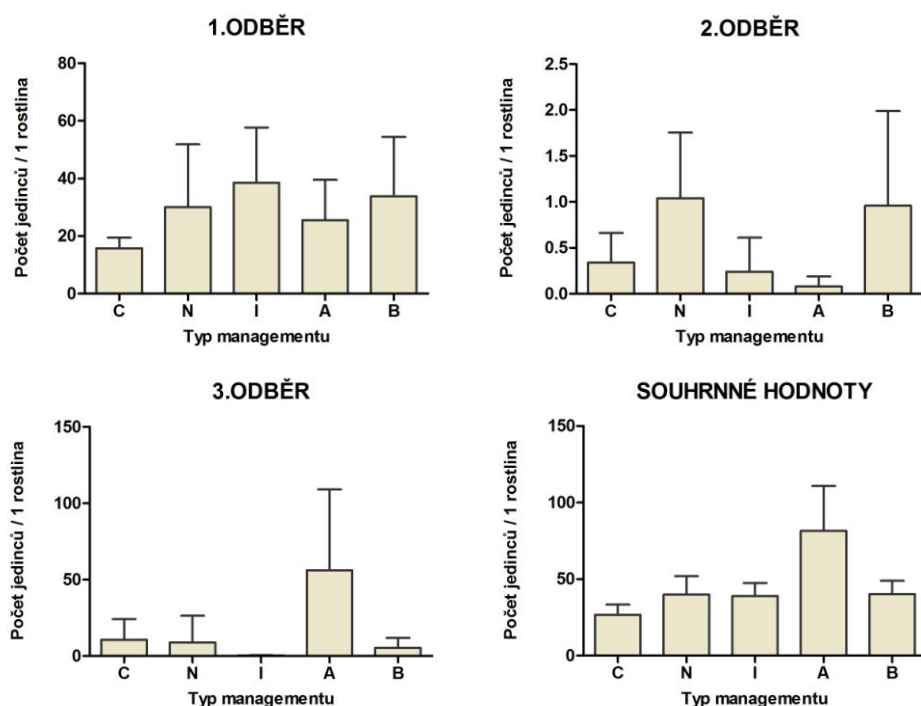 1.ODBĚR
Počet jedinců / 1 rostlina
80
60
40
20
0
C N I A B
Typ managementu
2.ODBĚR
Počet jedinců / 1 rostlina
2.5
2.0
1.5
1.0
0.5
0.0
C N I A B
Typ managementu
3.ODBĚR
Počet jedinců / 1 rostlina
150
100
50
0
C N I A B
Typ managementu
SOUHRNNÉ HODNOTY
Počet jedinců / 1 rostlina
150
100
50
0
C N I A B
Typ managementu